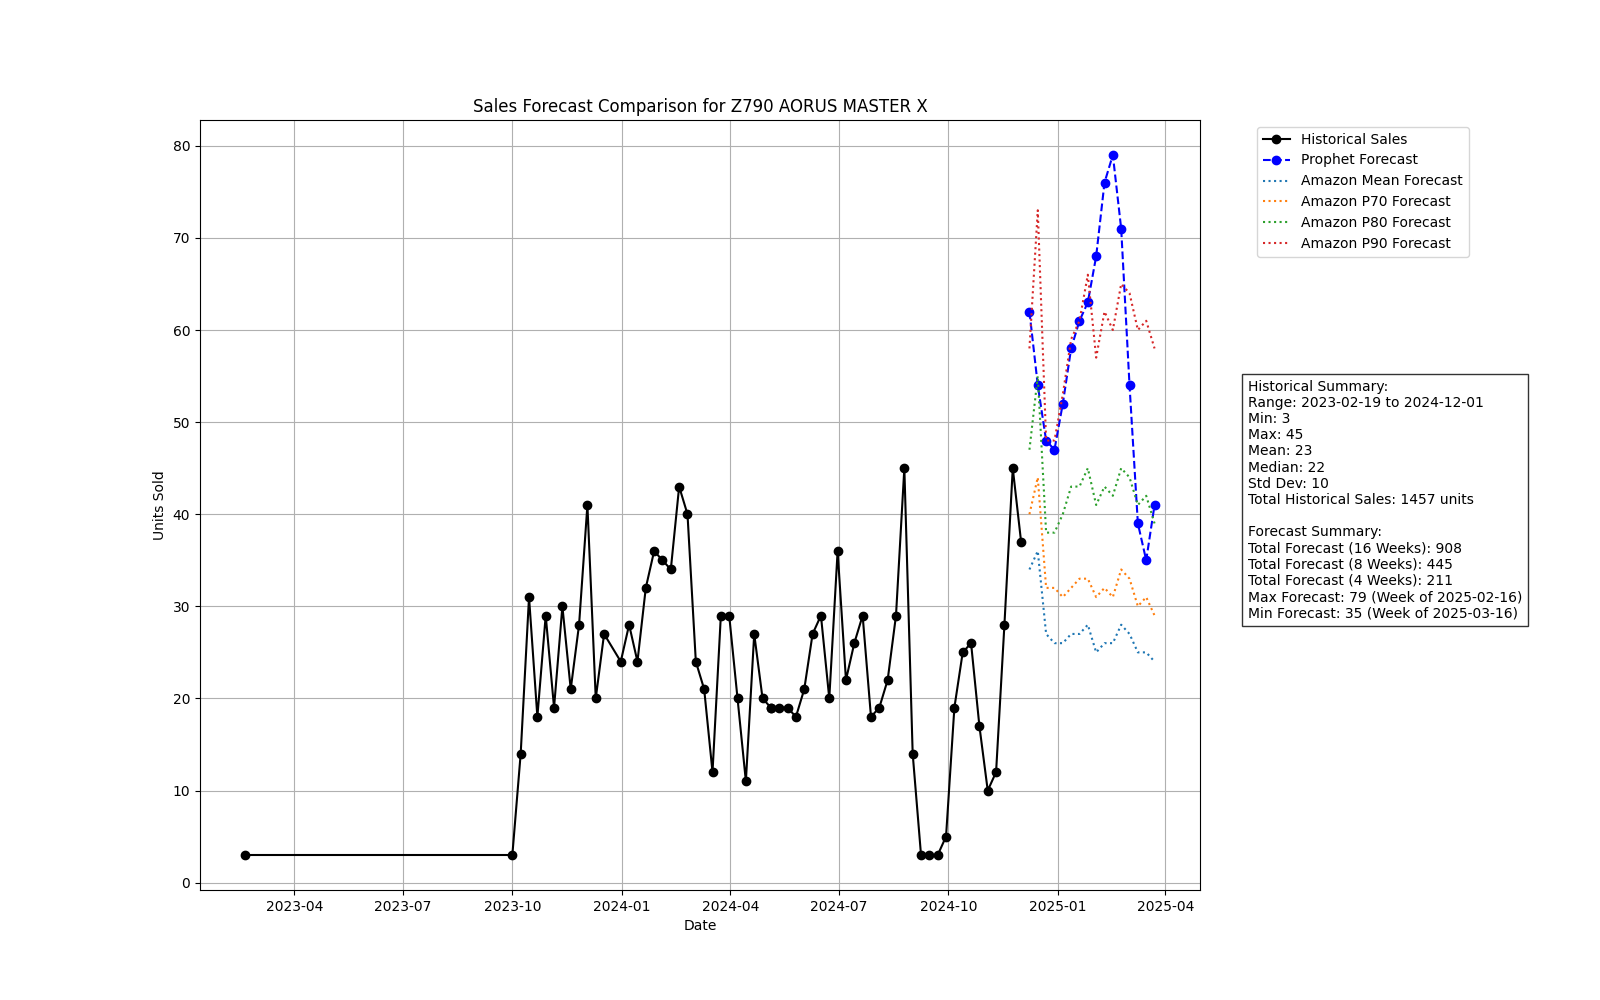 Sales Forecast Comparison for Z790 AORUS MASTER X
80
70
60
50
40
30
20
10
0
Units Sold
2023-04
2023-07
2023-10
2024-01
2024-04
2024-07
2024-10
2025-01
2025-04
Date
Historical Sales
Prophet Forecast
Amazon Mean Forecast
Amazon P70 Forecast
Amazon P80 Forecast
Amazon P90 Forecast
Historical Summary:
Range: 2023-02-19 to 2024-12-01
Min: 3
Max: 45
Mean: 23
Median: 22
Std Dev: 10
Total Historical Sales: 1457 units
Forecast Summary:
Total Forecast (16 Weeks): 908
Total Forecast (8 Weeks): 445
Total Forecast (4 Weeks): 211
Max Forecast: 79 (Week of 2025-02-16)
Min Forecast: 35 (Week of 2025-03-16)